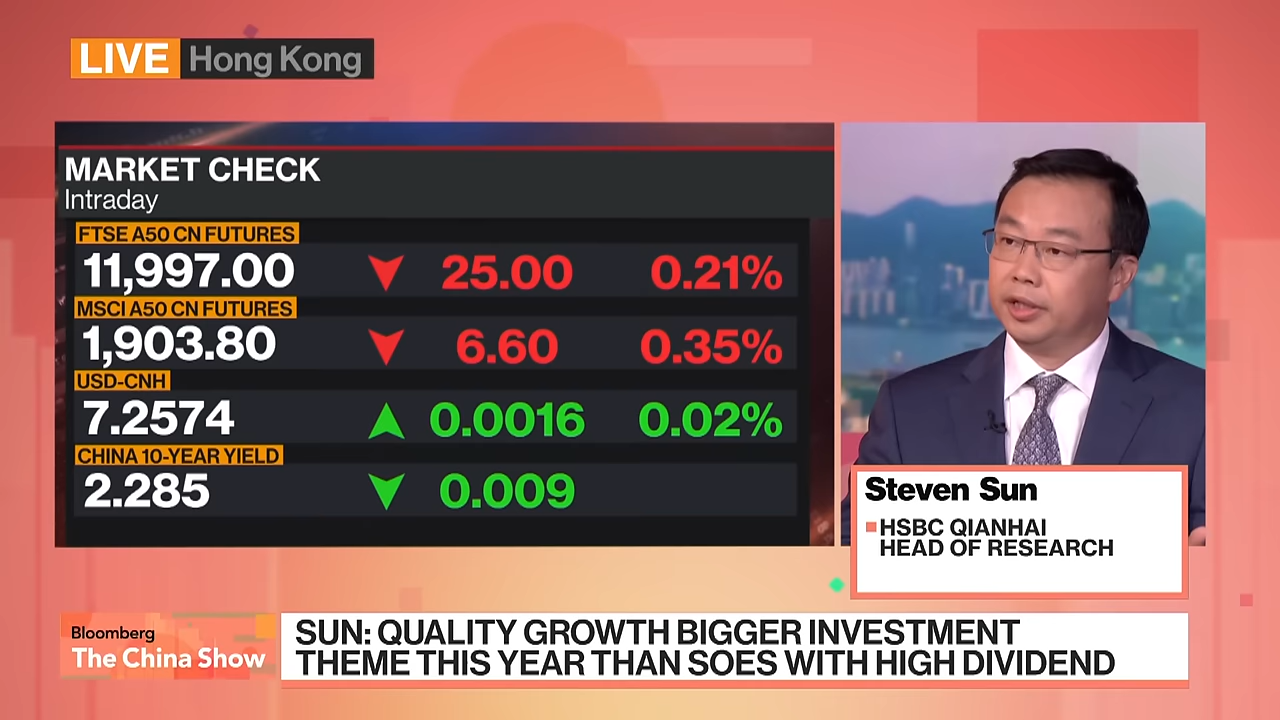 LIVE Hong Kong
MARKET CHECK
Intraday
FTSE A50 CN FUTURES
11,997.00 ▼ 25.00 0.21%
MSCI A50 CN FUTURES
1,903.80 ▼ 6.60 0.35%
USD-CNH
7.2574 ▲ 0.0016 0.02%
CHINA 10-YEAR YIELD
2.285 ▼ 0.009
Steven Sun
HSBC QIANHAI
HEAD OF RESEARCH
Bloomberg
The China Show
SUN: QUALITY GROWTH BIGGER INVESTMENT
THEME THIS YEAR THAN SOES WITH HIGH DIVIDEND